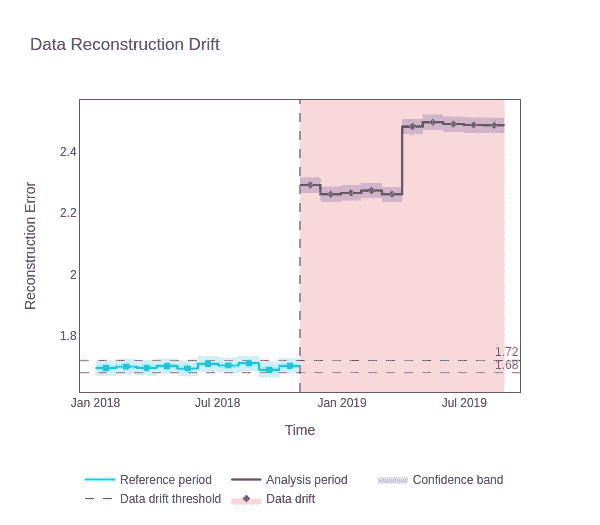 Data Reconstruction Drift
Reconstruction Error
2.4
2.2
2
1.8
1.72
1.68
Jan 2018 Jul 2018 Jan 2019 Jul 2019
Time
Reference period Analysis period Confidence band
Data drift threshold Data drift